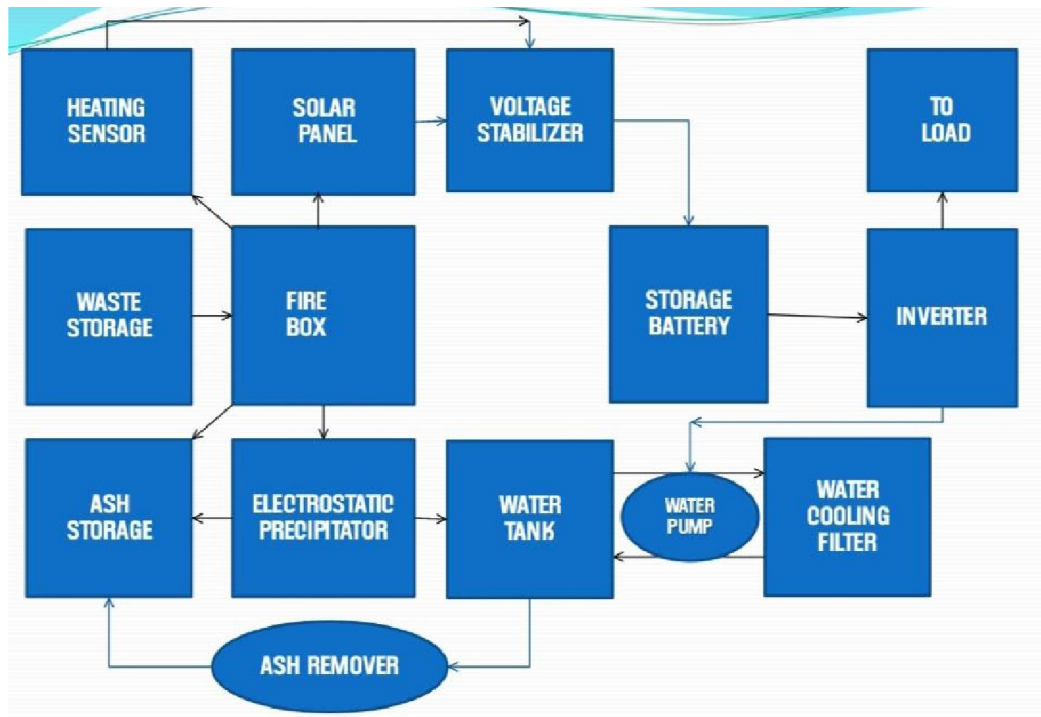 HEATING
SENSOR
SOLAR
PANEL
VOLTAGE
STABILIZER
TO
LOAD
WASTE
STORAGE
FIRE
BOX
STORAGE
BATTERY
INVERTER
ASH
STORAGE
ELECTROSTATIC
PRECIPITATOR
WATER
TANK
WATER
PUMP
WATER
COOLING
FILTER
ASH REMOVER